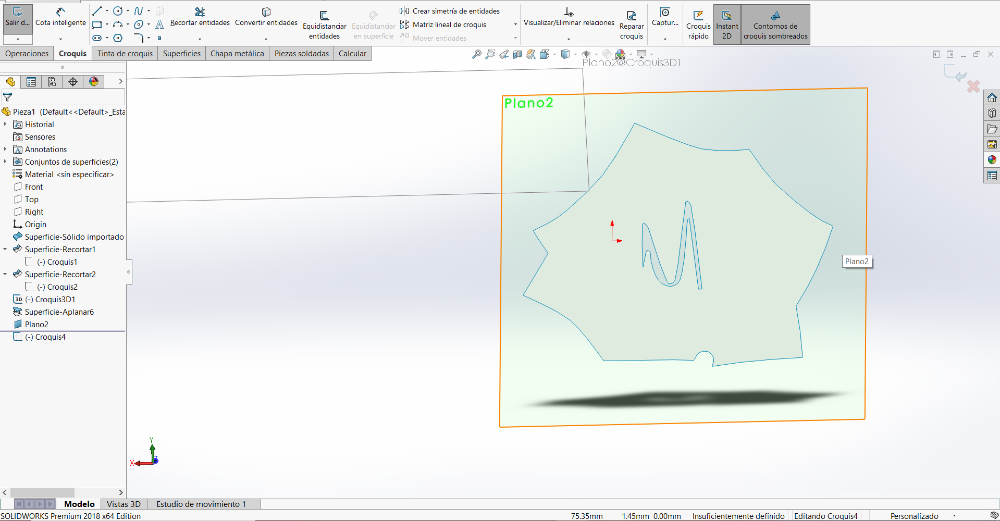 Salir d...
Cota inteligente
Recortar entidades
Convertir entidades
Equidistanciar
entidades
Equidistanciar
en superficie
Crear simetría de entidades
Matriz lineal de croquis
Mover entidades
Visualizar/Eliminar relaciones
Reparar
croquis
Captur...
Croquis
rápido
Instant
2D
Contornos de
croquis sombreados
Operaciones
Croquis
Tinta de croquis
Superficies
Chapa metálica
Piezas soldadas
Calcular
Plano2@Croquis3D1
Pieza1 (Default<<Default>_Esta
Historial
Sensores
Annotations
Conjuntos de superficies(2)
Material <sin especificar>
Front
Top
Right
Origin
Superficie-Sólido importado
Superficie-Recortar1
(-) Croquis1
Superficie-Recortar2
(-) Croquis2
3D (-) Croquis3D1
Superficie-Aplanar6
Plano2
(-) Croquis4
Plano2
Plano2
Y
X
Z
Modelo
Vistas 3D
Estudio de movimiento 1
SOLIDWORKS Premium 2018 x64 Edition
75.35mm
1.45mm
0.00mm
Insuficientemente definido
Editando Croquis4
Personalizado